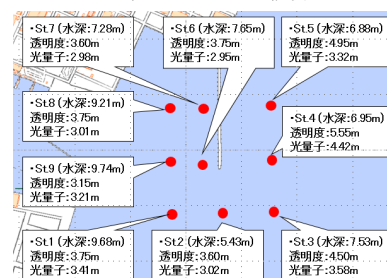 ・St.7 (水深:7.28m)
透明度:3.60m
光量子:2.98m
・St.6 (水深:7.65m)
透明度:3.75m
光量子:2.95m
・St.5 (水深:6.88m)
透明度:4.95m
光量子:3.32m
・St.8 (水深:9.21m)
透明度:3.75m
光量子:3.01m
・St.4 (水深:6.95m)
透明度:5.55m
光量子:4.42m
・St.9 (水深:9.74m)
透明度:3.15m
光量子:3.21m
・St.1 (水深:9.68m)
透明度:3.75m
光量子:3.41m
・St.2 (水深:5.43m)
透明度:3.60m
光量子:3.02m
・St.3 (水深:7.53m)
透明度:4.50m
光量子:3.58m